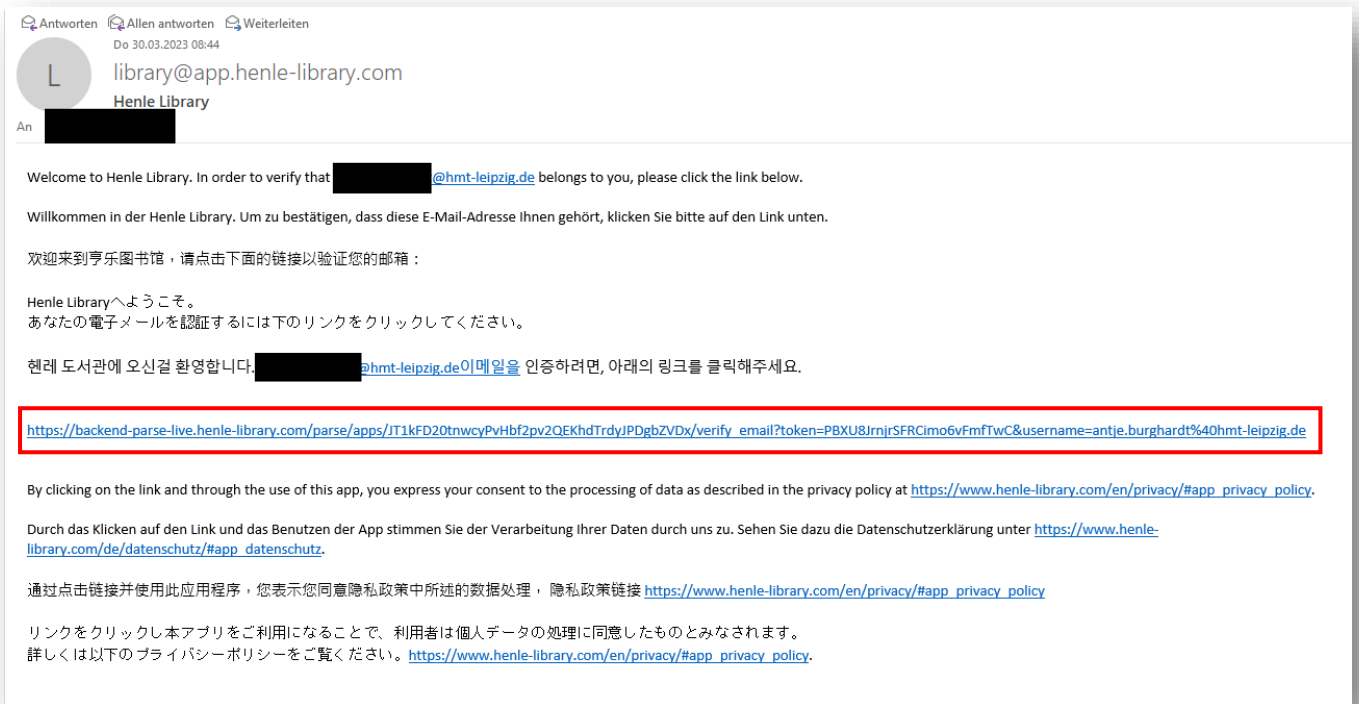 Antworten Allen antworten Weiterleiten
Do 30.03.2023 08:44
L
library@app.henle-library.com
Henle Library
An
Welcome to Henle Library. In order to verify that @hmt-leipzig.de belongs to you, please click the link below.
Willkommen in der Henle Library. Um zu bestätigen, dass diese E-Mail-Adresse Ihnen gehört, klicken Sie bitte auf den Link unten.
欢迎来到亨乐图书馆，请点击下面的链接以验证您的邮箱：
Henle Libraryへようこそ。
あなたの電子メールを認証するには下のリンクをクリックしてください。
헨레 도서관에 오신걸 환영합니다. @hmt-leipzig.de이메일을 인증하려면, 아래의 링크를 클릭해주세요.
https://backend-parse-live.henle-library.com/parse/apps/JT1kFD20tnwcyPvHbf2pv2QEKhdTrdyJPDgbZVDx/verify_email?token=PBXU8JrnjrSFRCimo6vFmfTwC&username=antje.burghardt%40hmt-leipzig.de
By clicking on the link and through the use of this app, you express your consent to the processing of data as described in the privacy policy at https://www.henle-library.com/en/privacy/#app_privacy_policy.
Durch das Klicken auf den Link und das Benutzen der App stimmen Sie der Verarbeitung Ihrer Daten durch uns zu. Sehen Sie dazu die Datenschutzerklärung unter https://www.henle-
library.com/de/datenschutz/#app_datenschutz.
通过点击链接并使用此应用程序，您表示您同意隐私政策中所述的数据处理， 隐私政策链接 https://www.henle-library.com/en/privacy/#app_privacy_policy
リンクをクリックし本アプリをご利用になることで、利用者は個人データの処理に同意したものとみなされます。
詳しくは以下のプライバシーポリシーをご覧ください。https://www.henle-library.com/en/privacy/#app_privacy_policy.